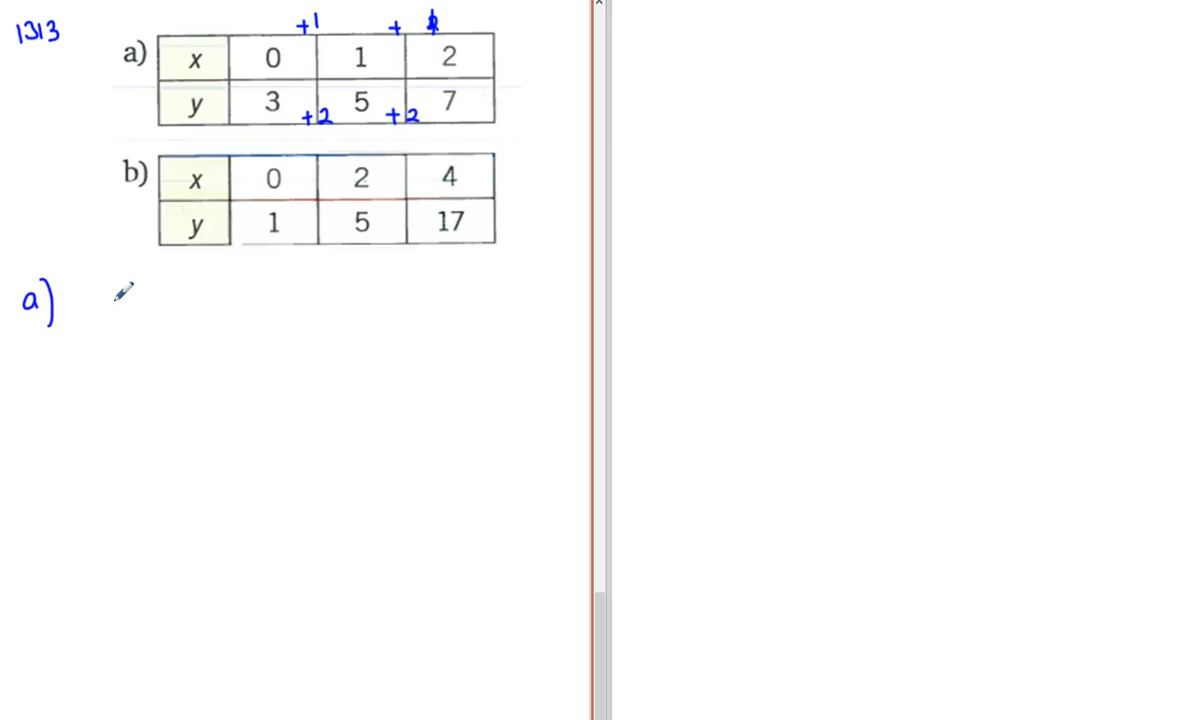 1313
+1 +
a) x 0 1 2
y 3 5 7
+2 +2
b) x 0 2 4
y 1 5 17
a)